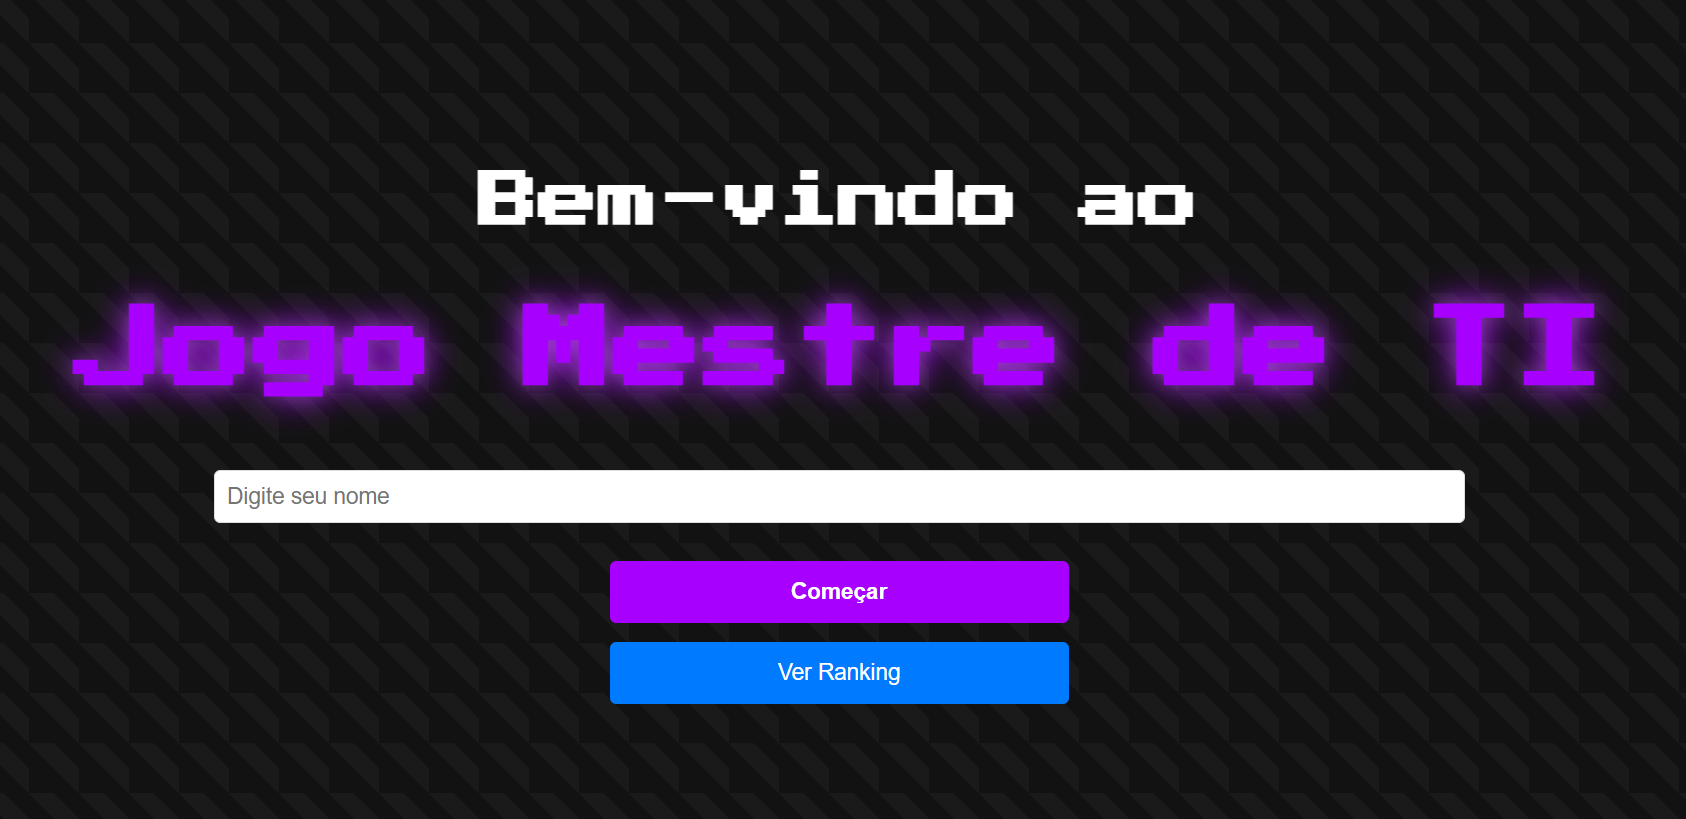 Bem-vindo ao
Jogo Mestre de TI
Digite seu nome
Começar
Ver Ranking